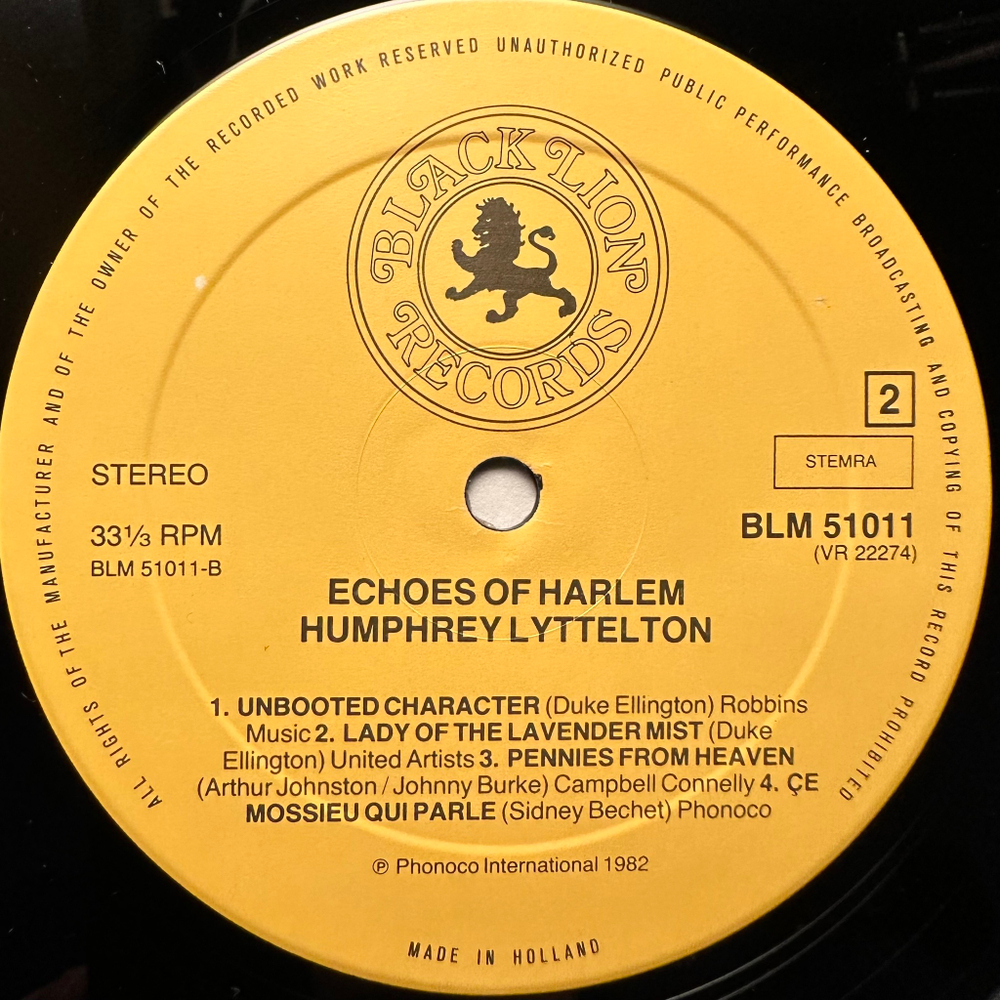 ALL RIGHTS OF THE MANUFACTURER AND OF THE OWNER OF THE RECORDED WORK RESERVED UNAUTHORIZED PUBLIC PERFORMANCE BROADCASTING AND COPYING OF THIS RECORD PROHIBITED
BLACK LION
RECORDS
2
STEREO
STEMRA
33⅓ RPM
BLM 51011
BLM 51011-B
(VR 22274)
ECHOES OF HARLEM
HUMPHREY LYTTELTON
1. UNBOOTED CHARACTER (Duke Ellington) Robbins
Music 2. LADY OF THE LAVENDER MIST (Duke
Ellington) United Artists 3. PENNIES FROM HEAVEN
(Arthur Johnston / Johnny Burke) Campbell Connelly 4. ÇE
MOSSIEU QUI PARLE (Sidney Bechet) Phonoco
℗ Phonoco International 1982
MADE IN HOLLAND